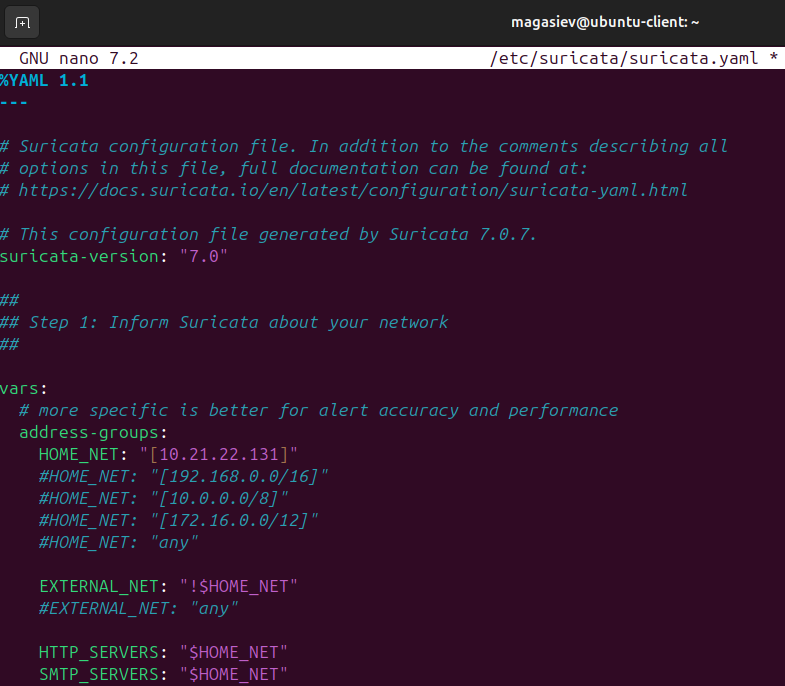 magasiev@ubuntu-client: ~
GNU nano 7.2 /etc/suricata/suricata.yaml *
%YAML 1.1
---
# Suricata configuration file. In addition to the comments describing all
# options in this file, full documentation can be found at:
# https://docs.suricata.io/en/latest/configuration/suricata-yaml.html
# This configuration file generated by Suricata 7.0.7.
suricata-version: "7.0"
##
## Step 1: Inform Suricata about your network
##
vars:
# more specific is better for alert accuracy and performance
address-groups:
HOME_NET: "[10.21.22.131]"
#HOME_NET: "[192.168.0.0/16]"
#HOME_NET: "[10.0.0.0/8]"
#HOME_NET: "[172.16.0.0/12]"
#HOME_NET: "any"
EXTERNAL_NET: "!$HOME_NET"
#EXTERNAL_NET: "any"
HTTP_SERVERS: "$HOME_NET"
SMTP_SERVERS: "$HOME_NET"